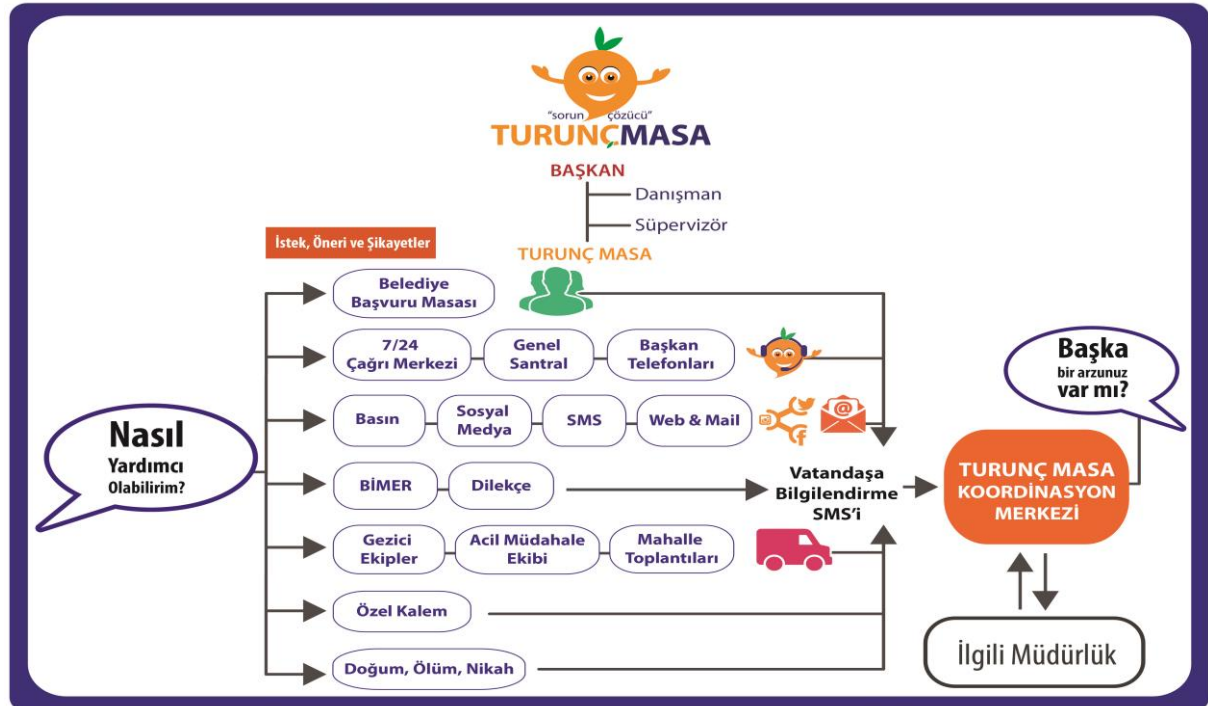 "sorun çözücü"
TURUNÇMASA
BAŞKAN
Danışman
Süpervizör
TURUNÇ MASA
İstek, Öneri ve Şikayetler
Belediye
Başvuru Masası
7/24
Çağrı Merkezi
Genel
Santral
Başkan
Telefonları
Basın
Sosyal
Medya
SMS
Web & Mail
BİMER
Dilekçe
Gezici
Ekipler
Acil Müdahale
Ekibi
Mahalle
Toplantıları
Özel Kalem
Doğum, Ölüm, Nikah
Nasıl
Yardımcı
Olabilirim?
Vatandaşa
Bilgilendirme
SMS'i
TURUNÇ MASA
KOORDİNASYON
MERKEZİ
Başka
bir arzunuz
var mı?
İlgili Müdürlük